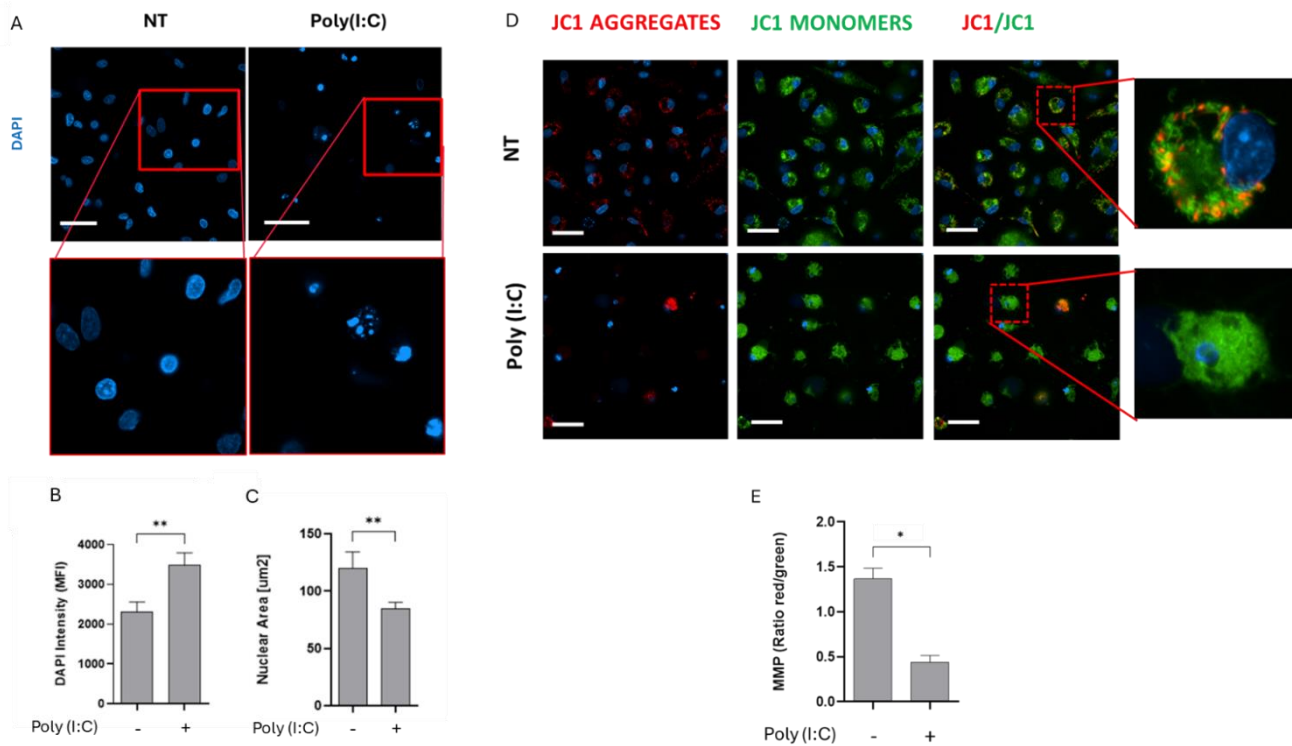 A
NT
Poly(I:C)
DAPI
B
**
DAPI Intensity (MFI)
4000
3000
2000
1000
0
Poly (I:C)
-
+
C
**
Nuclear Area [um2]
150
100
50
0
Poly (I:C)
-
+
D
JC1 AGGREGATES
JC1 MONOMERS
JC1/JC1
NT
Poly (I:C)
E
*
MMP (Ratio red/green)
2.0
1.5
1.0
0.5
0.0
Poly (I:C)
-
+